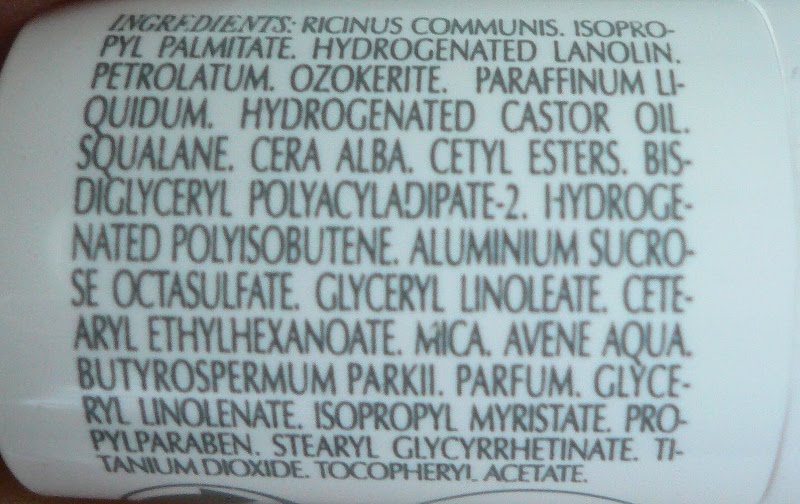 INGREDIENTS: RICINUS COMMUNIS. ISOPRO-
PYL PALMITATE. HYDROGENATED LANOLIN.
PETROLATUM. OZOKERITE. PARAFFINUM LI-
QUIDUM. HYDROGENATED CASTOR OIL.
SQUALANE. CERA ALBA. CETYL ESTERS. BIS-
DIGLYCERYL POLYACYLADIPATE-2. HYDROGE-
NATED POLYISOBUTENE. ALUMINIUM SUCRO-
SE OCTASULFATE. GLYCERYL LINOLEATE. CETE-
ARYL ETHYLHEXANOATE. MICA. AVENE AQUA.
BUTYROSPERMUM PARKII. PARFUM. GLYCE-
RYL LINOLENATE. ISOPROPYL MYRISTATE. PRO-
PYLPARABEN. STEARYL GLYCYRRHETINATE. TI-
TANIUM DIOXIDE. TOCOPHERYL ACETATE.